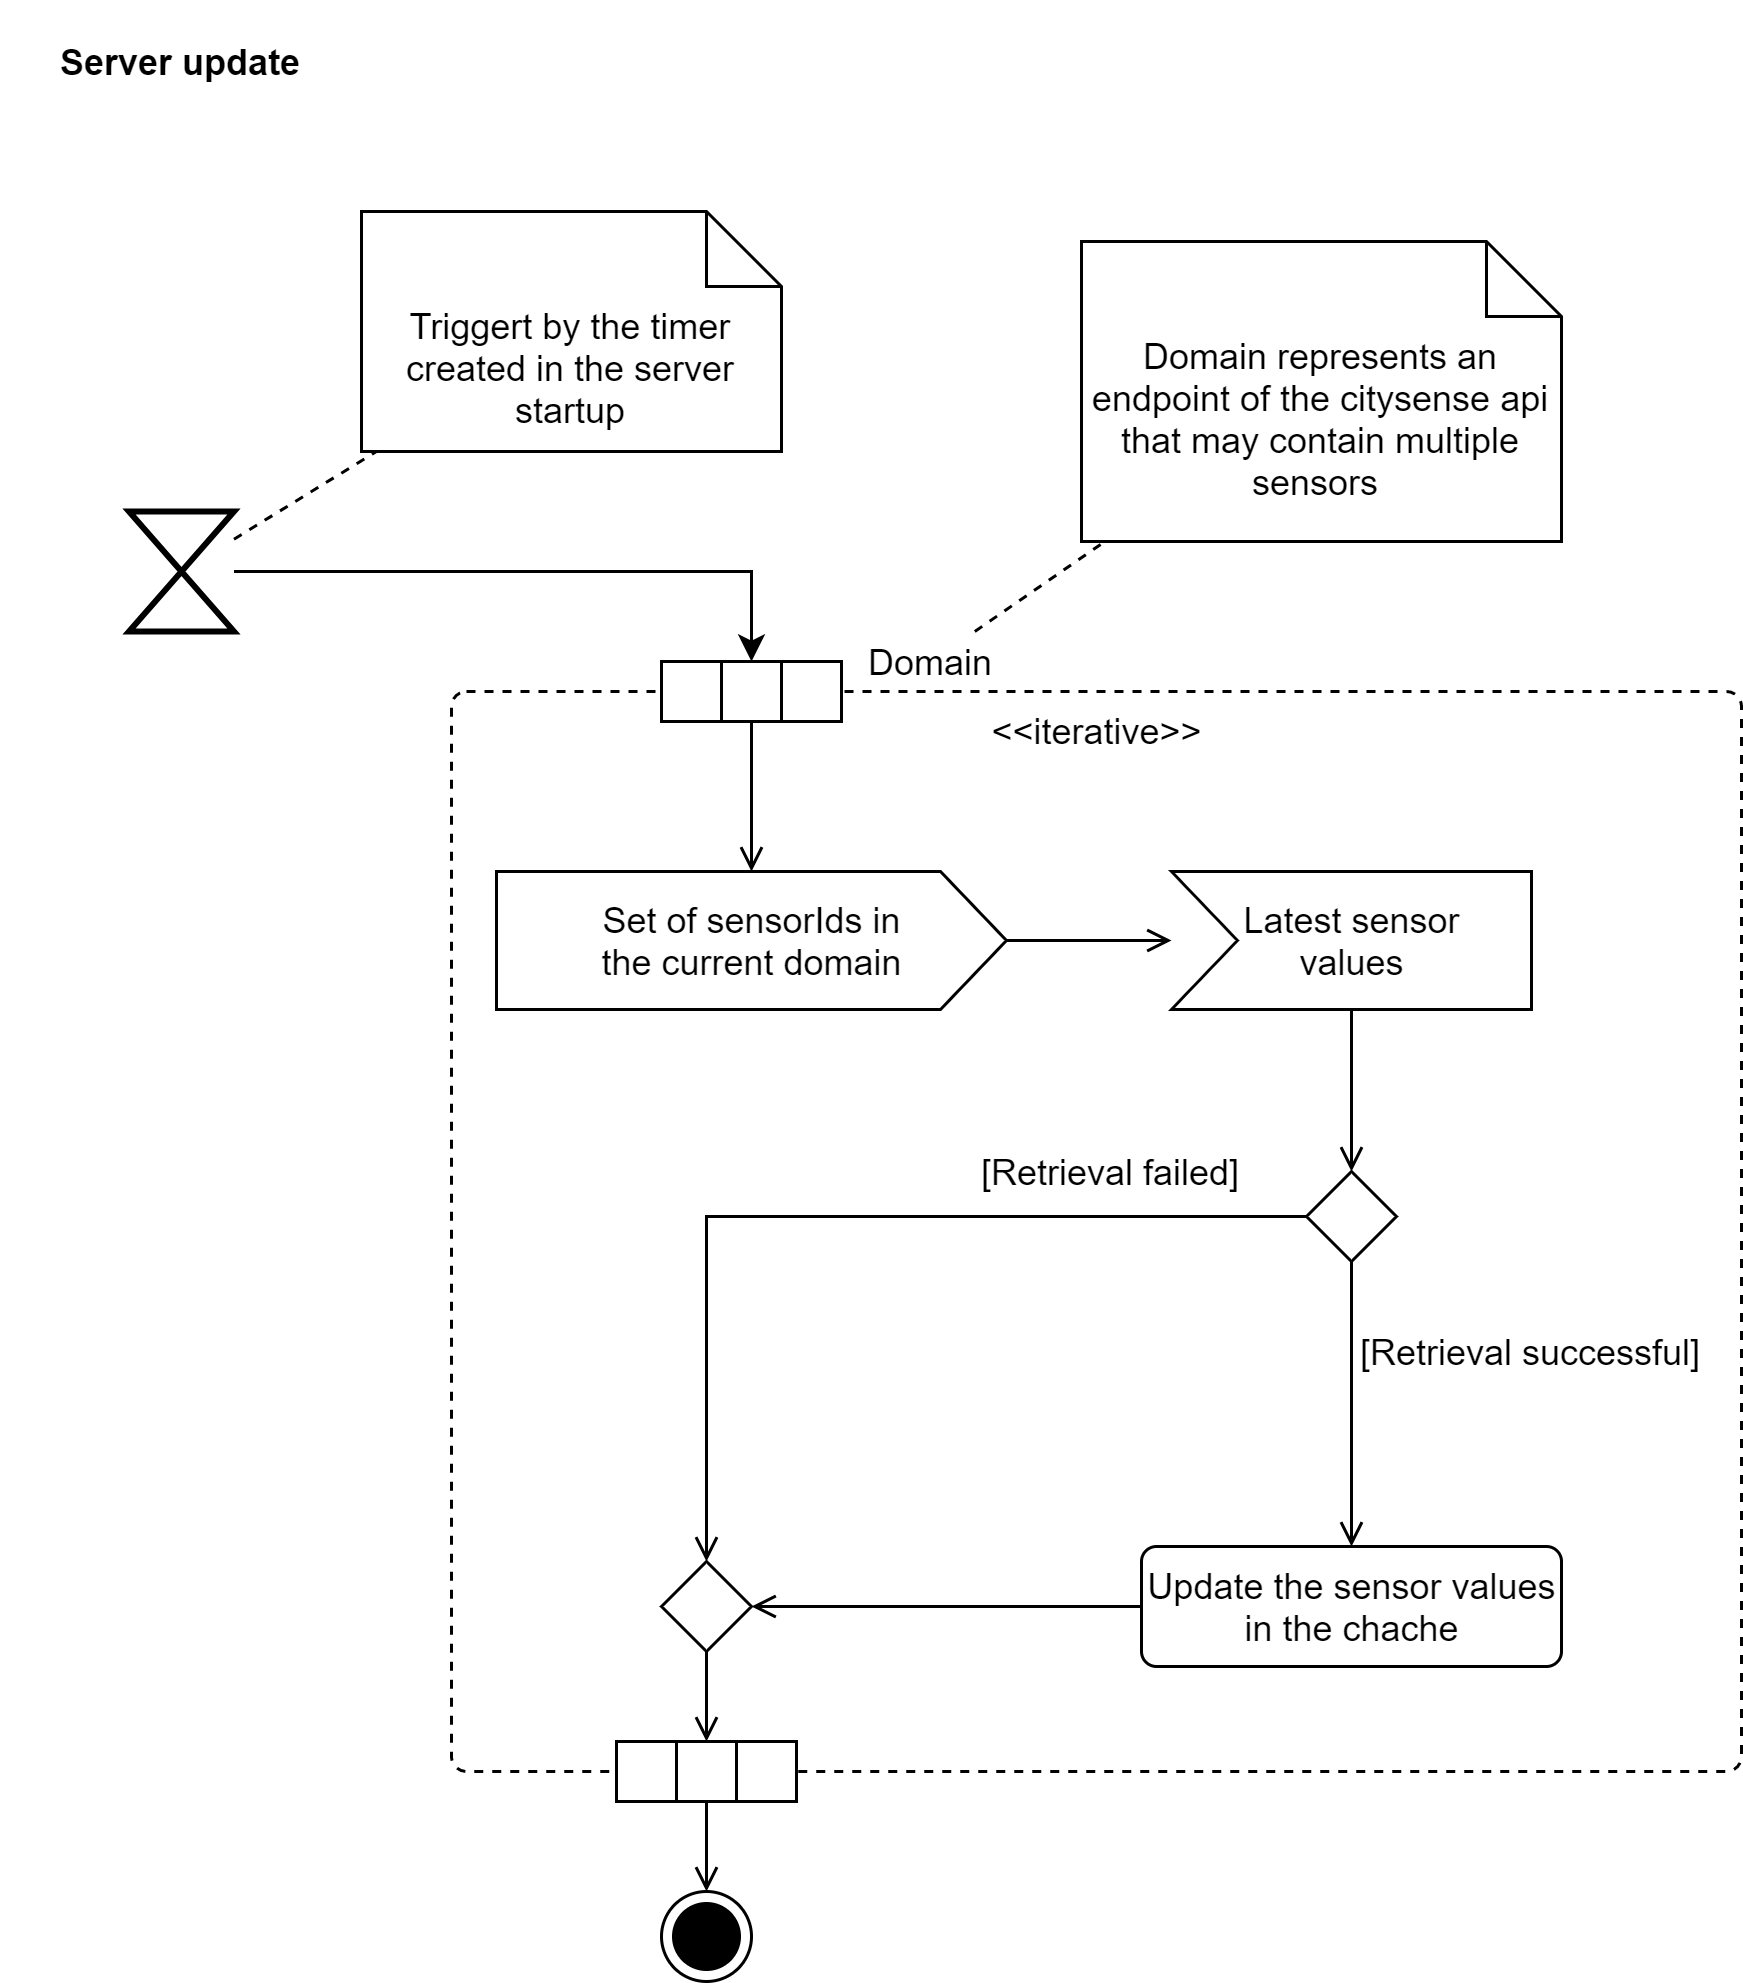 Server update
Triggert by the timer
created in the server
startup
Domain represents an
endpoint of the citysense api
that may contain multiple
sensors
Domain
<<iterative>>
Set of sensorIds in
the current domain
Latest sensor
values
[Retrieval failed]
[Retrieval successful]
Update the sensor values
in the chache